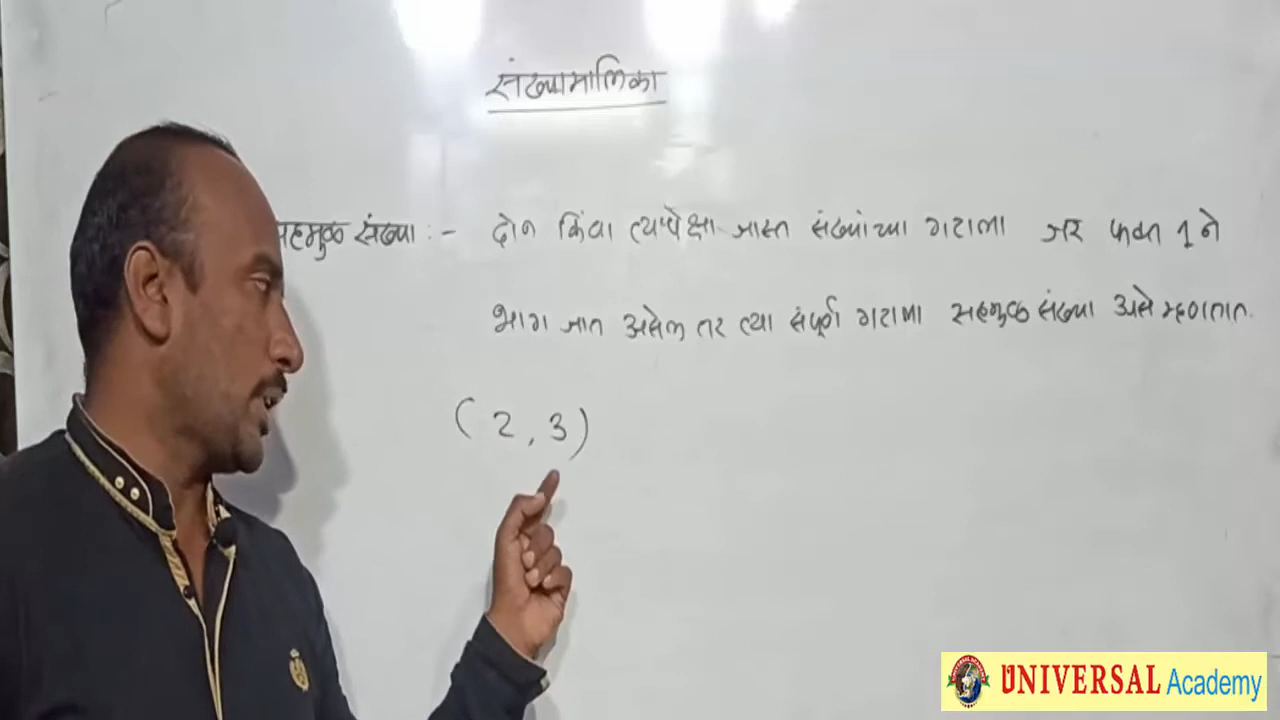 संख्यामालिका
सहमुळ संख्या :- दोन किंवा त्यापेक्षा जास्त संख्यांच्या गटाला जर फक्त 1 ने
भाग जात असेल तर त्या संपूर्ण गटाला सहमुळ संख्या असे म्हणतात.
(2, 3)
UNIVERSAL Academy